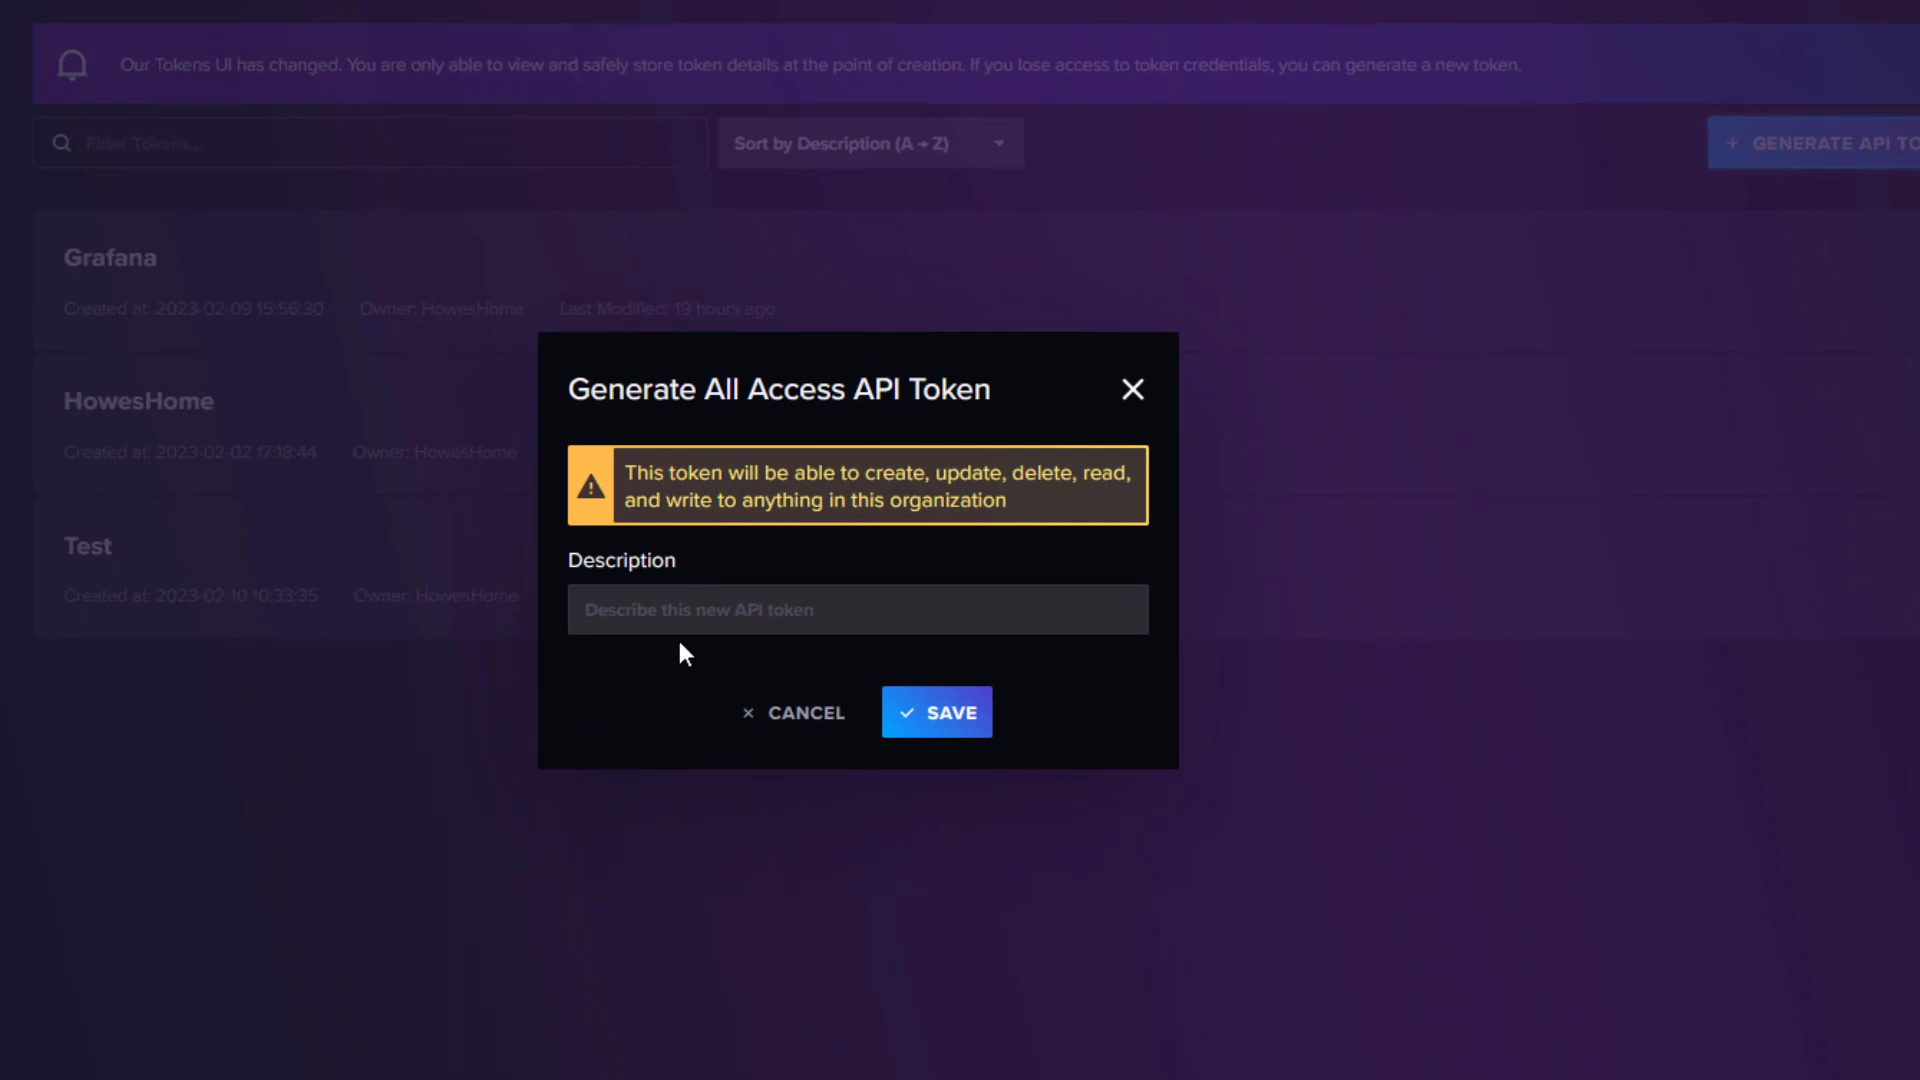 Our Tokens UI has changed. You are only able to view and safely store token details at the point of creation. If you lose access to token credentials, you can generate a new token.
Filter Tokens...
Sort by Description (A → Z)
+ GENERATE API TO
Grafana
Created at: 2023-02-09 15:56:30 Owner: HowesHome Last Modified: 19 hours ago
Generate All Access API Token
HowesHome
Created at: 2023-02-02 17:18:44 Owner: HowesHome
This token will be able to create, update, delete, read,
and write to anything in this organization
Test
Created at: 2023-02-10 10:33:35 Owner: HowesHome
Description
Describe this new API token
CANCEL
SAVE